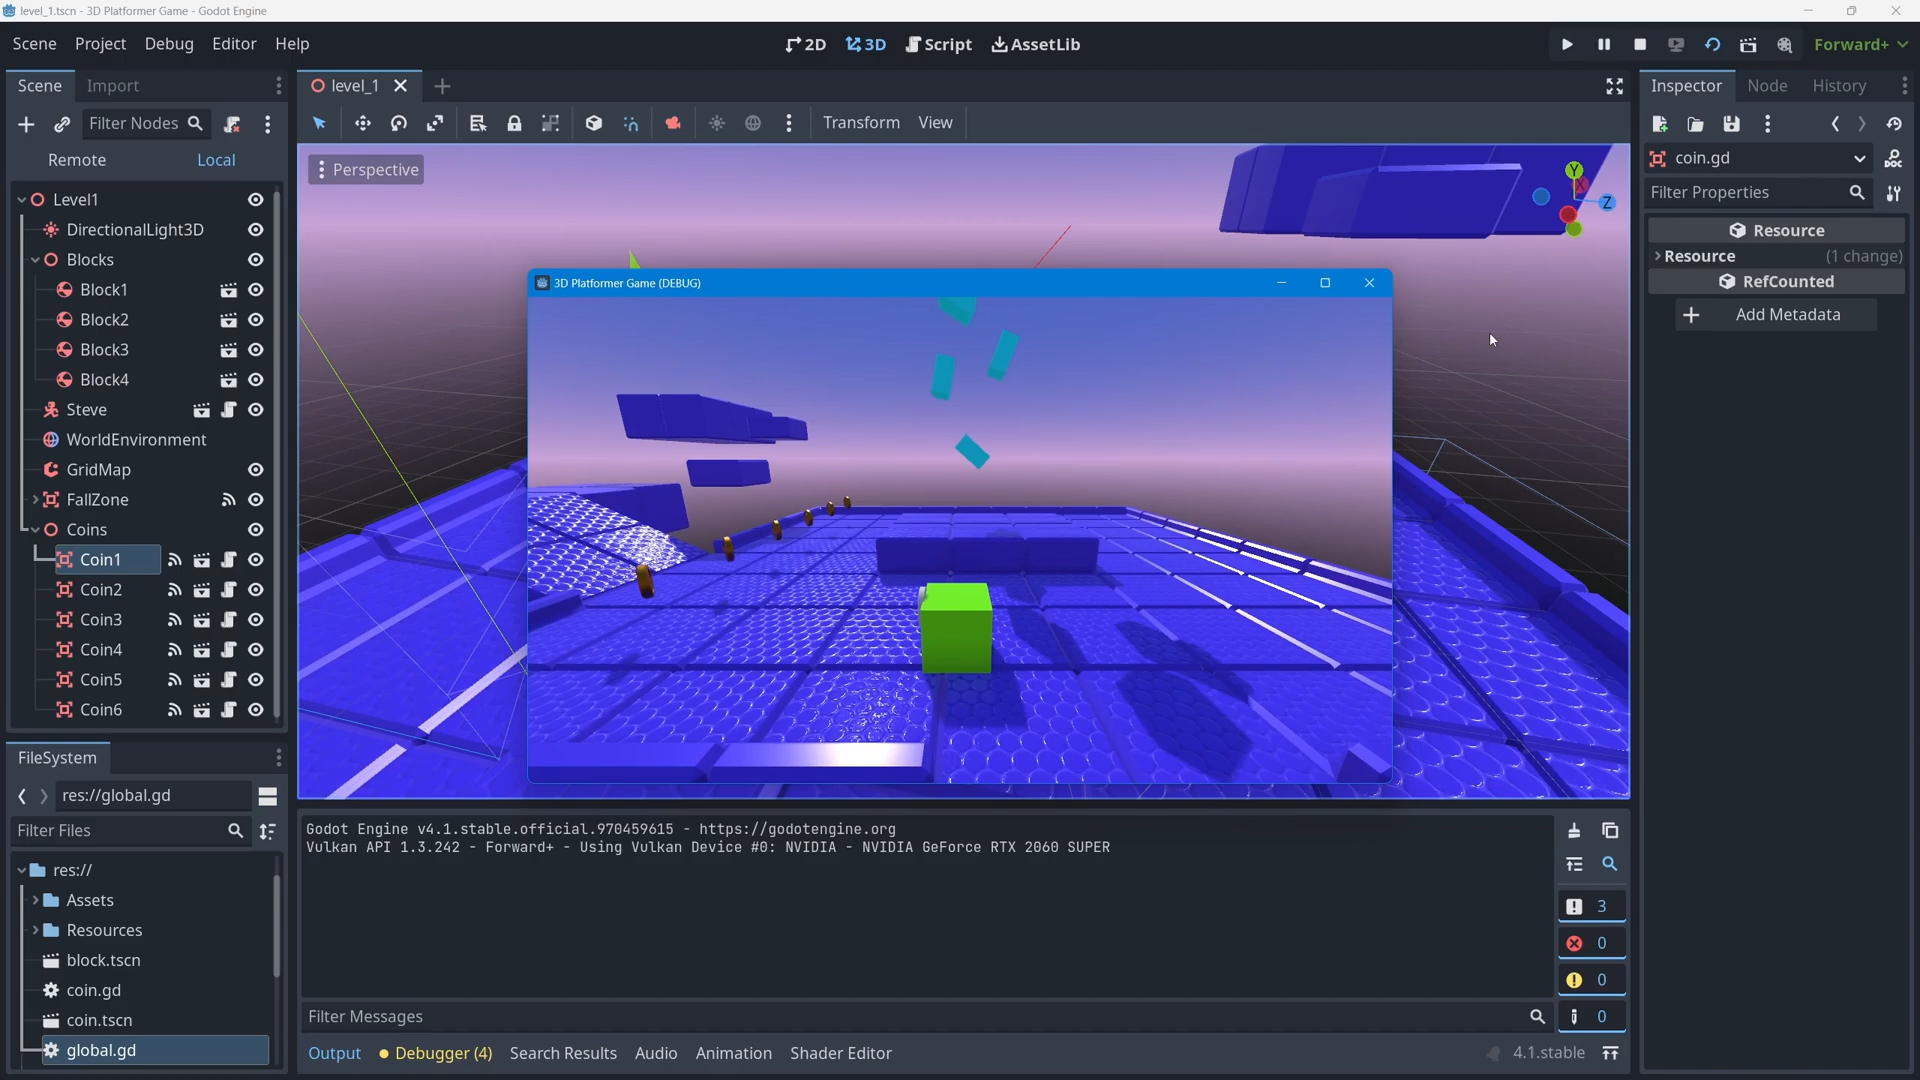 level_1.tscn - 3D Platformer Game - Godot Engine
Scene Project Debug Editor Help
2D 3D Script AssetLib
Forward+
Scene Import
level_1
Inspector Node History
Filter Nodes
Transform View
Remote Local
coin.gd
Perspective
Filter Properties
Y
Z
Level1
Resource
DirectionalLight3D
Resource (1 change)
Blocks
RefCounted
Block1
Add Metadata
Block2
Block3
Block4
Steve
WorldEnvironment
GridMap
FallZone
Coins
Coin1
Coin2
Coin3
Coin4
Coin5
Coin6
3D Platformer Game (DEBUG)
FileSystem
res://global.gd
Filter Files
res://
Assets
Resources
block.tscn
coin.gd
coin.tscn
global.gd
Godot Engine v4.1.stable.official.970459615 - https://godotengine.org
Vulkan API 1.3.242 - Forward+ - Using Vulkan Device #0: NVIDIA - NVIDIA GeForce RTX 2060 SUPER
3
0
0
0
Filter Messages
Output Debugger (4) Search Results Audio Animation Shader Editor
4.1.stable